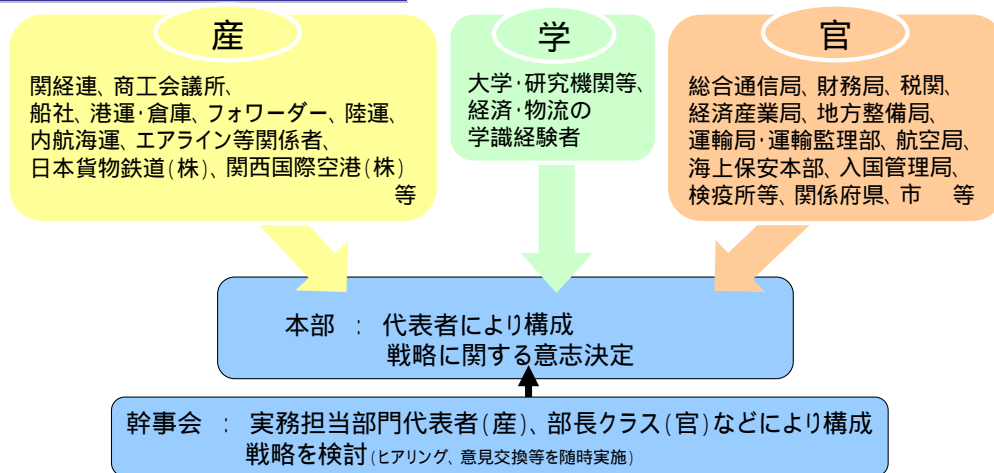 産
関経連、商工会議所、
船社、港運・倉庫、フォワーダー、陸運、
内航海運、エアライン等関係者、
日本貨物鉄道(株)、関西国際空港(株)
等
学
大学・研究機関等、
経済・物流の
学識経験者
官
総合通信局、財務局、税関、
経済産業局、地方整備局、
運輸局・運輸監理部、航空局、
海上保安本部、入国管理局、
検疫所等、関係府県、市 等
本部 : 代表者により構成
戦略に関する意志決定
幹事会 : 実務担当部門代表者(産)、部長クラス(官)などにより構成
戦略を検討(ヒアリング、意見交換等を随時実施)